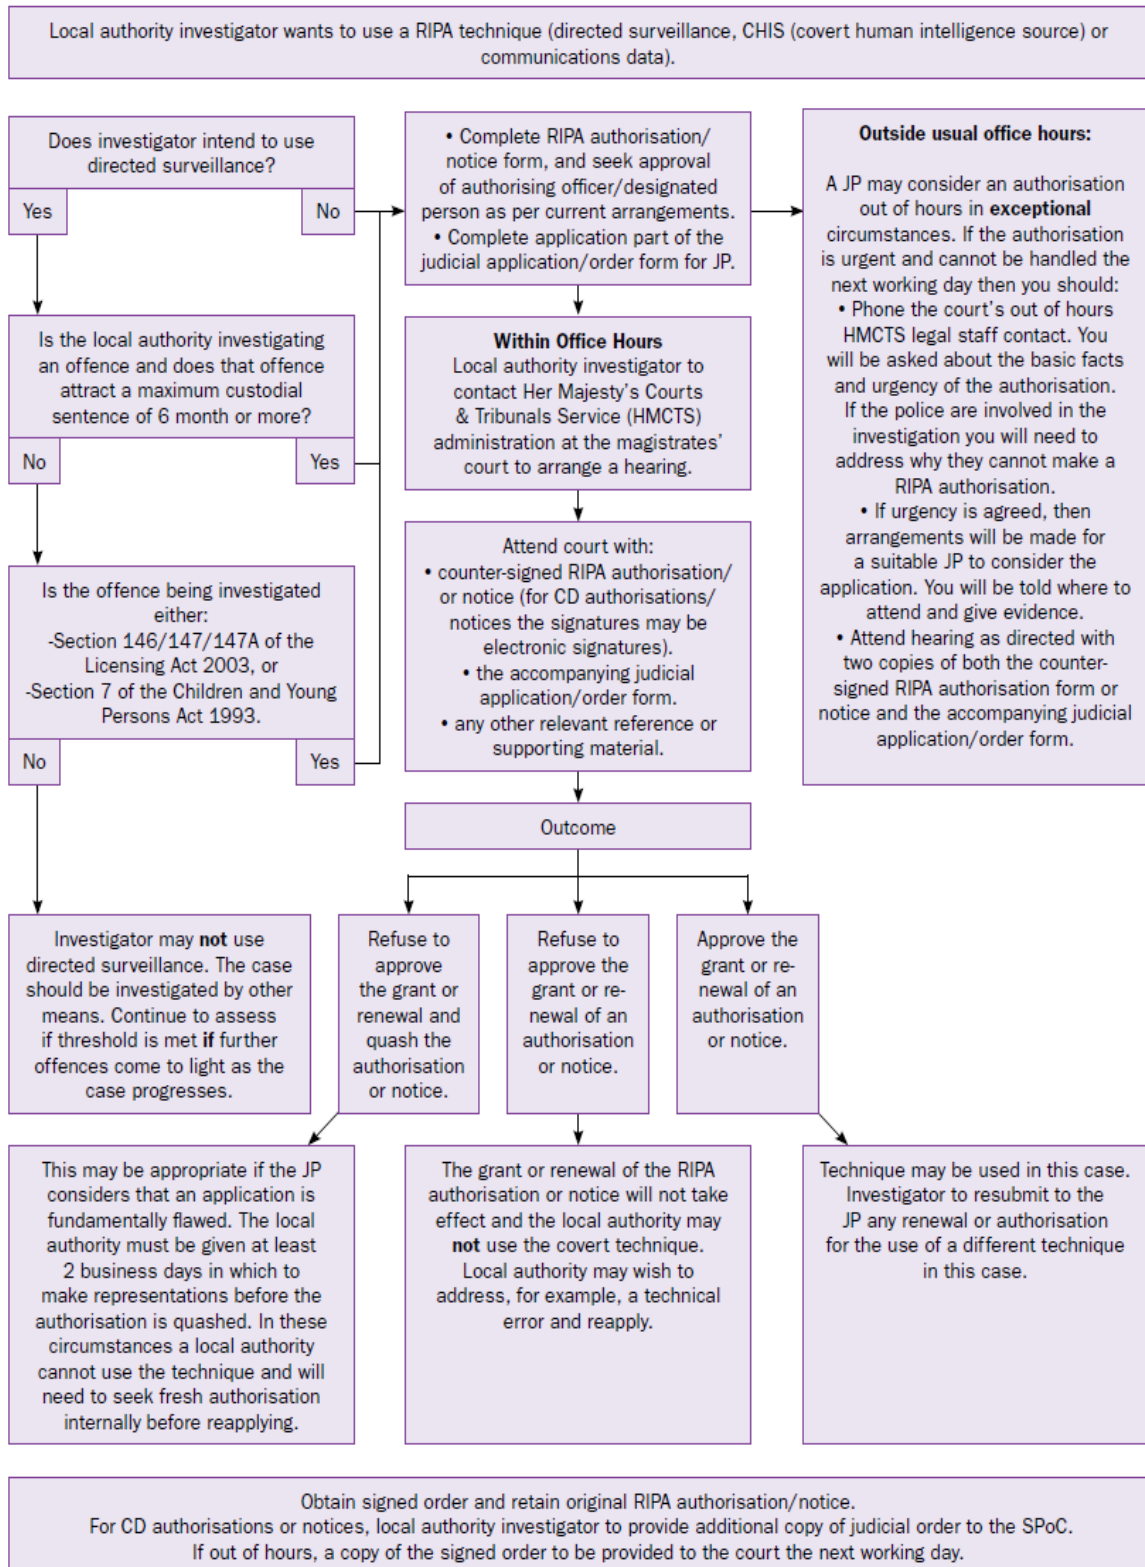 Local authority investigator wants to use a RIPA technique (directed surveillance, CHIS (covert human intelligence source) or
communications data).
Does investigator intend to use
directed surveillance?
Yes
No
Is the local authority investigating
an offence and does that offence
attract a maximum custodial
sentence of 6 month or more?
No
Yes
Is the offence being investigated
either:
-Section 146/147/147A of the
Licensing Act 2003, or
-Section 7 of the Children and Young
Persons Act 1993.
No
Yes
Investigator may not use
directed surveillance. The case
should be investigated by other
means. Continue to assess
if threshold is met if further
offences come to light as the
case progresses.
• Complete RIPA authorisation/
notice form, and seek approval
of authorising officer/designated
person as per current arrangements.
• Complete application part of the
judicial application/order form for JP.
Within Office Hours
Local authority investigator to
contact Her Majesty's Courts
& Tribunals Service (HMCTS)
administration at the magistrates'
court to arrange a hearing.
Attend court with:
• counter-signed RIPA authorisation/
or notice (for CD authorisations/
notices the signatures may be
electronic signatures).
• the accompanying judicial
application/order form.
• any other relevant reference or
supporting material.
Outside usual office hours:
A JP may consider an authorisation
out of hours in exceptional
circumstances. If the authorisation
is urgent and cannot be handled the
next working day then you should:
• Phone the court's out of hours
HMCTS legal staff contact. You
will be asked about the basic facts
and urgency of the authorisation.
If the police are involved in the
investigation you will need to
address why they cannot make a
RIPA authorisation.
• If urgency is agreed, then
arrangements will be made for
a suitable JP to consider the
application. You will be told where to
attend and give evidence.
• Attend hearing as directed with
two copies of both the counter-
signed RIPA authorisation form or
notice and the accompanying judicial
application/order form.
Outcome
Refuse to
approve
the grant or
renewal and
quash the
authorisation
or notice.
Refuse to
approve the
grant or re-
newal of an
authorisation
or notice.
Approve the
grant or re-
newal of an
authorisation
or notice.
This may be appropriate if the JP
considers that an application is
fundamentally flawed. The local
authority must be given at least
2 business days in which to
make representations before the
authorisation is quashed. In these
circumstances a local authority
cannot use the technique and will
need to seek fresh authorisation
internally before reapplying.
The grant or renewal of the RIPA
authorisation or notice will not take
effect and the local authority may
not use the covert technique.
Local authority may wish to
address, for example, a technical
error and reapply.
Technique may be used in this case.
Investigator to resubmit to the
JP any renewal or authorisation
for the use of a different technique
in this case.
Obtain signed order and retain original RIPA authorisation/notice.
For CD authorisations or notices, local authority investigator to provide additional copy of judicial order to the SPoC.
If out of hours, a copy of the signed order to be provided to the court the next working day.